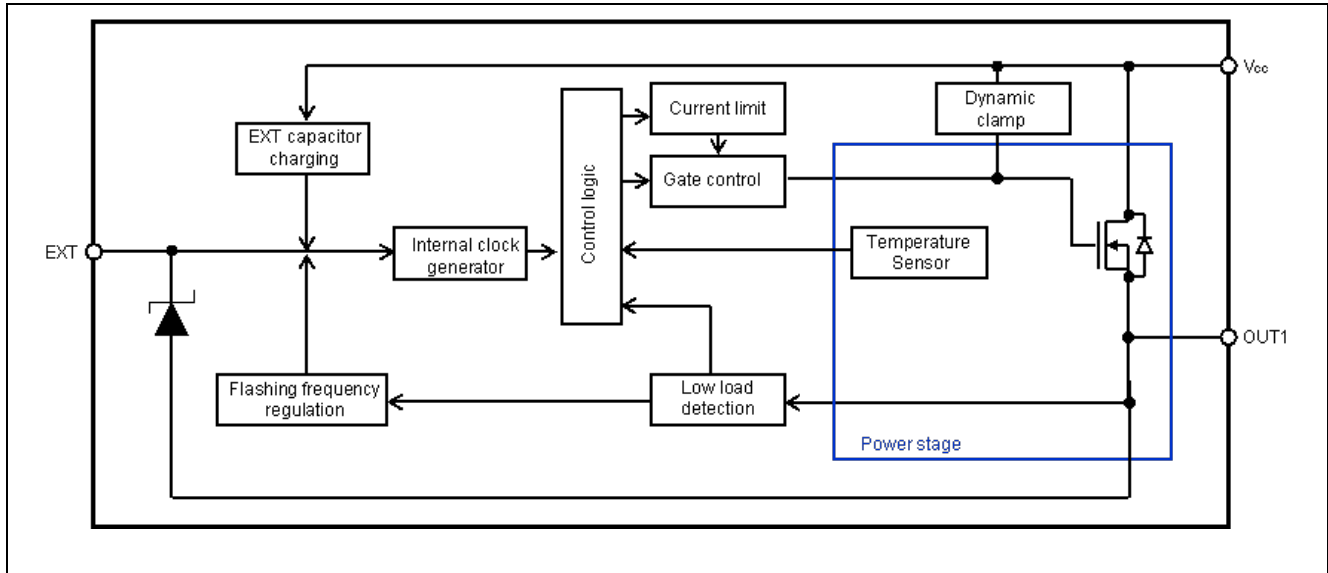 Vcc
Current limit
Dynamic
clamp
EXT capacitor
charging
Control logic
Gate control
EXT
Internal clock
generator
Temperature
Sensor
OUT1
Flashing frequency
regulation
Low load
detection
Power stage